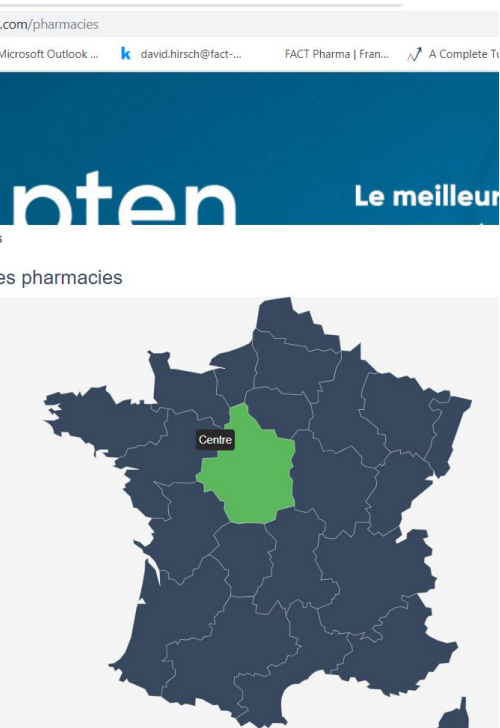 .com/pharmacies
Microsoft Outlook ...
k david.hirsch@fact-...
FACT Pharma | Fran...
A Complete Tu
pten
Le meilleur
s
es pharmacies
Centre